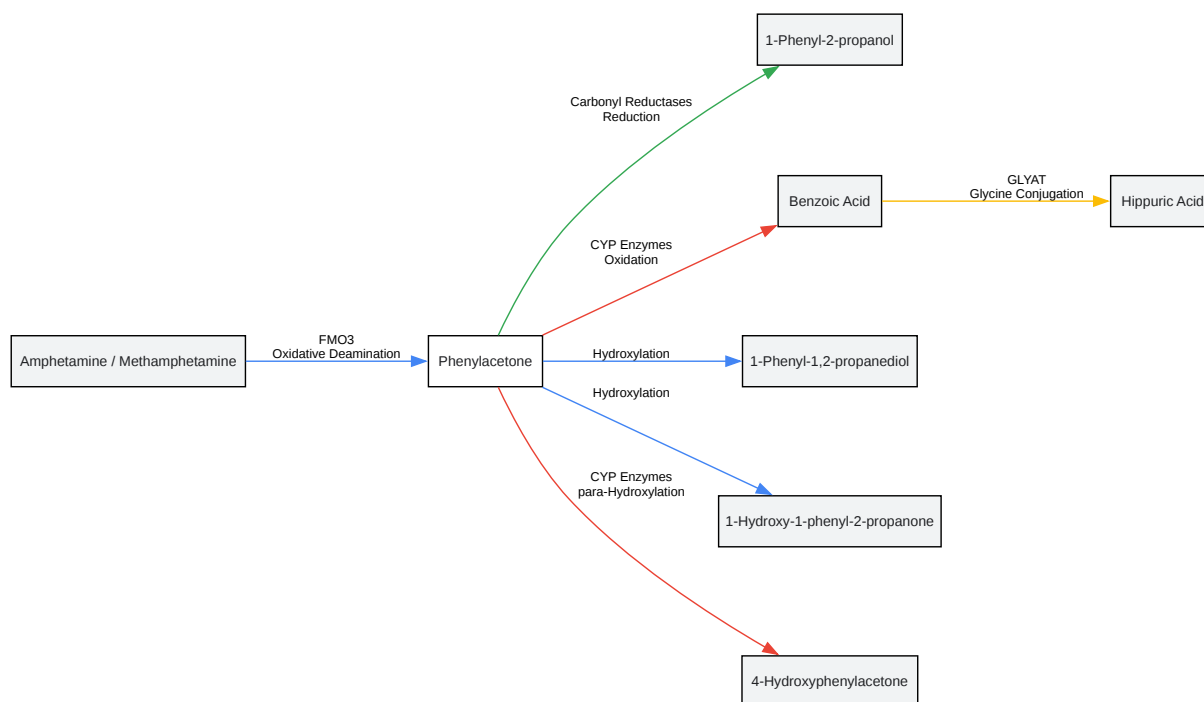 1-Phenyl-2-propanol
Carbonyl Reductases
Reduction
Benzoic Acid
GLYAT
Glycine Conjugation
Hippuric Acid
CYP Enzymes
Oxidation
Amphetamine / Methamphetamine
FMO3
Oxidative Deamination
Phenylacetone
Hydroxylation
1-Phenyl-1,2-propanediol
Hydroxylation
CYP Enzymes
para-Hydroxylation
1-Hydroxy-1-phenyl-2-propanone
4-Hydroxyphenylacetone